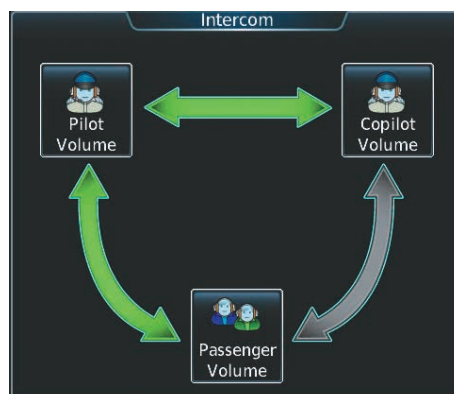 Intercom
Pilot
Volume
Copilot
Volume
Passenger
Volume